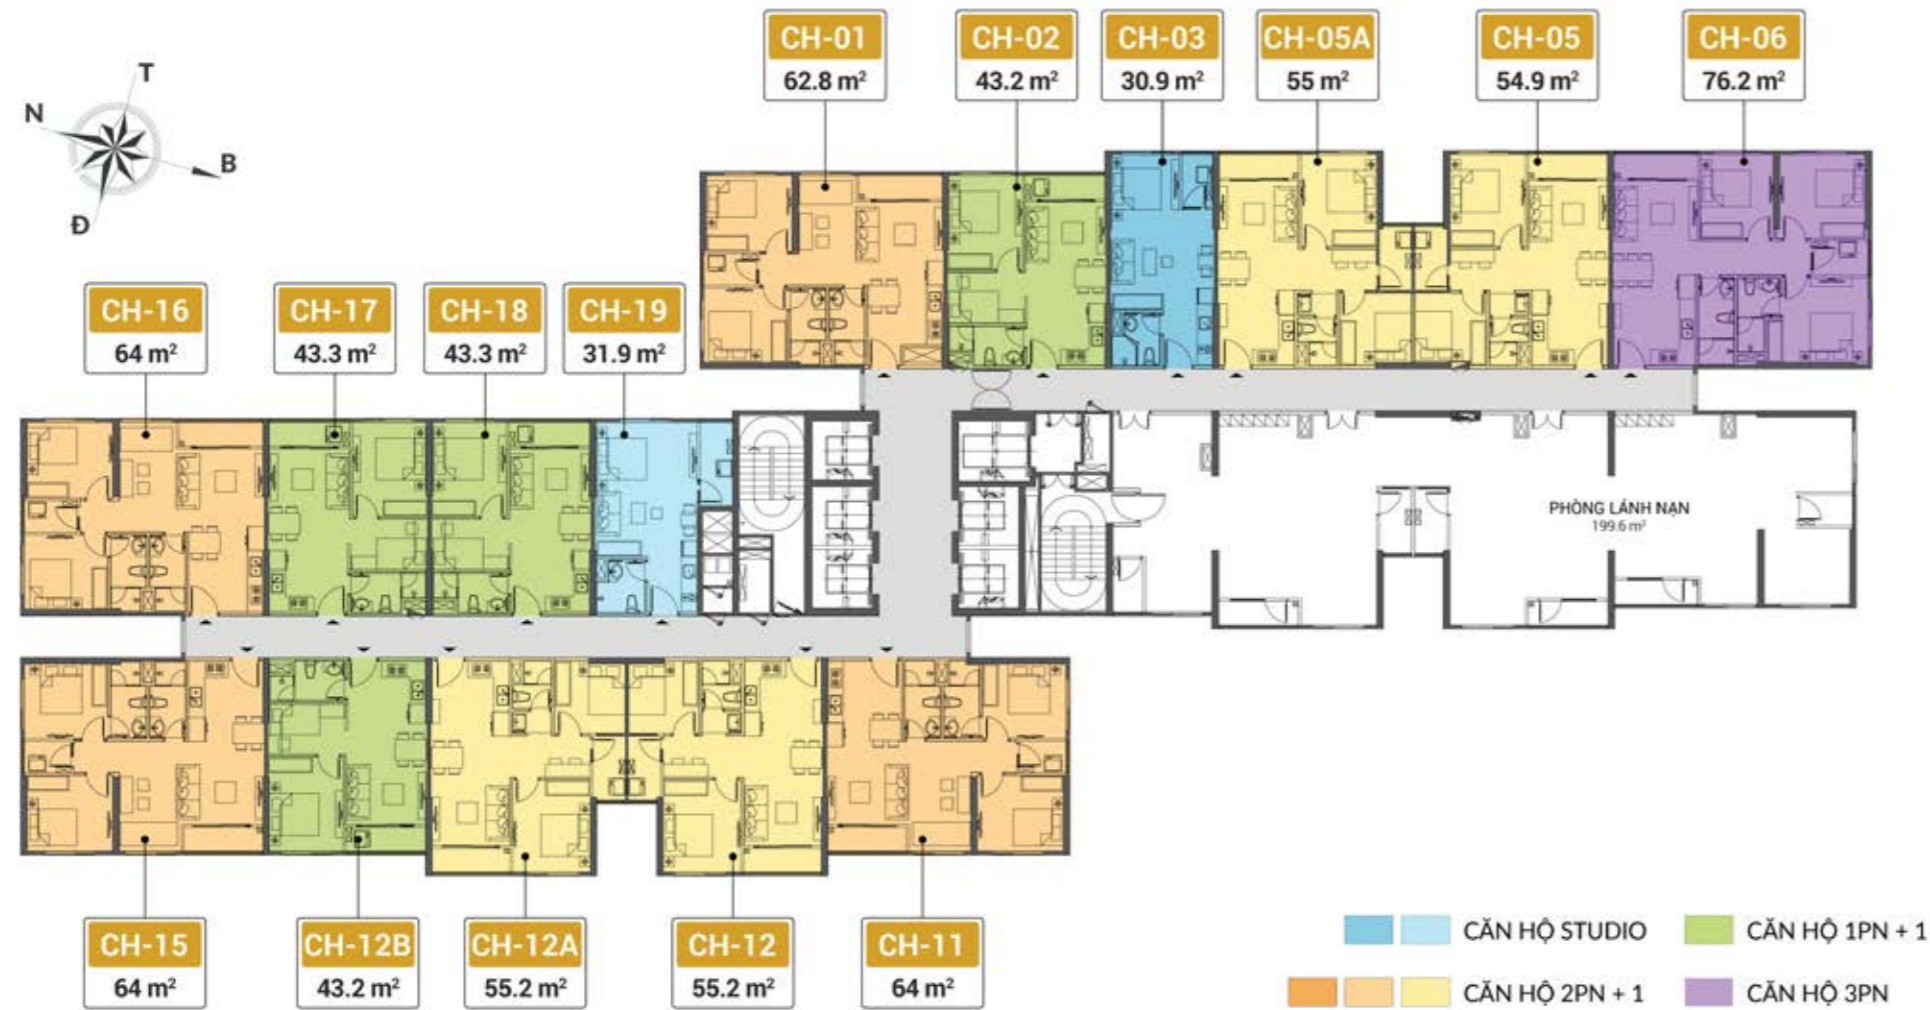 CH-01
62.8 m²
CH-02
43.2 m²
CH-03
30.9 m²
CH-05A
55 m²
CH-05
54.9 m²
CH-06
76.2 m²
T
N
B
Đ
CH-16
64 m²
CH-17
43.3 m²
CH-18
43.3 m²
CH-19
31.9 m²
PHÒNG LÁNH NẠN
199.6 m²
CH-15
64 m²
CH-12B
43.2 m²
CH-12A
55.2 m²
CH-12
55.2 m²
CH-11
64 m²
CĂN HỘ STUDIO
CĂN HỘ 1PN + 1
CĂN HỘ 2PN + 1
CĂN HỘ 3PN